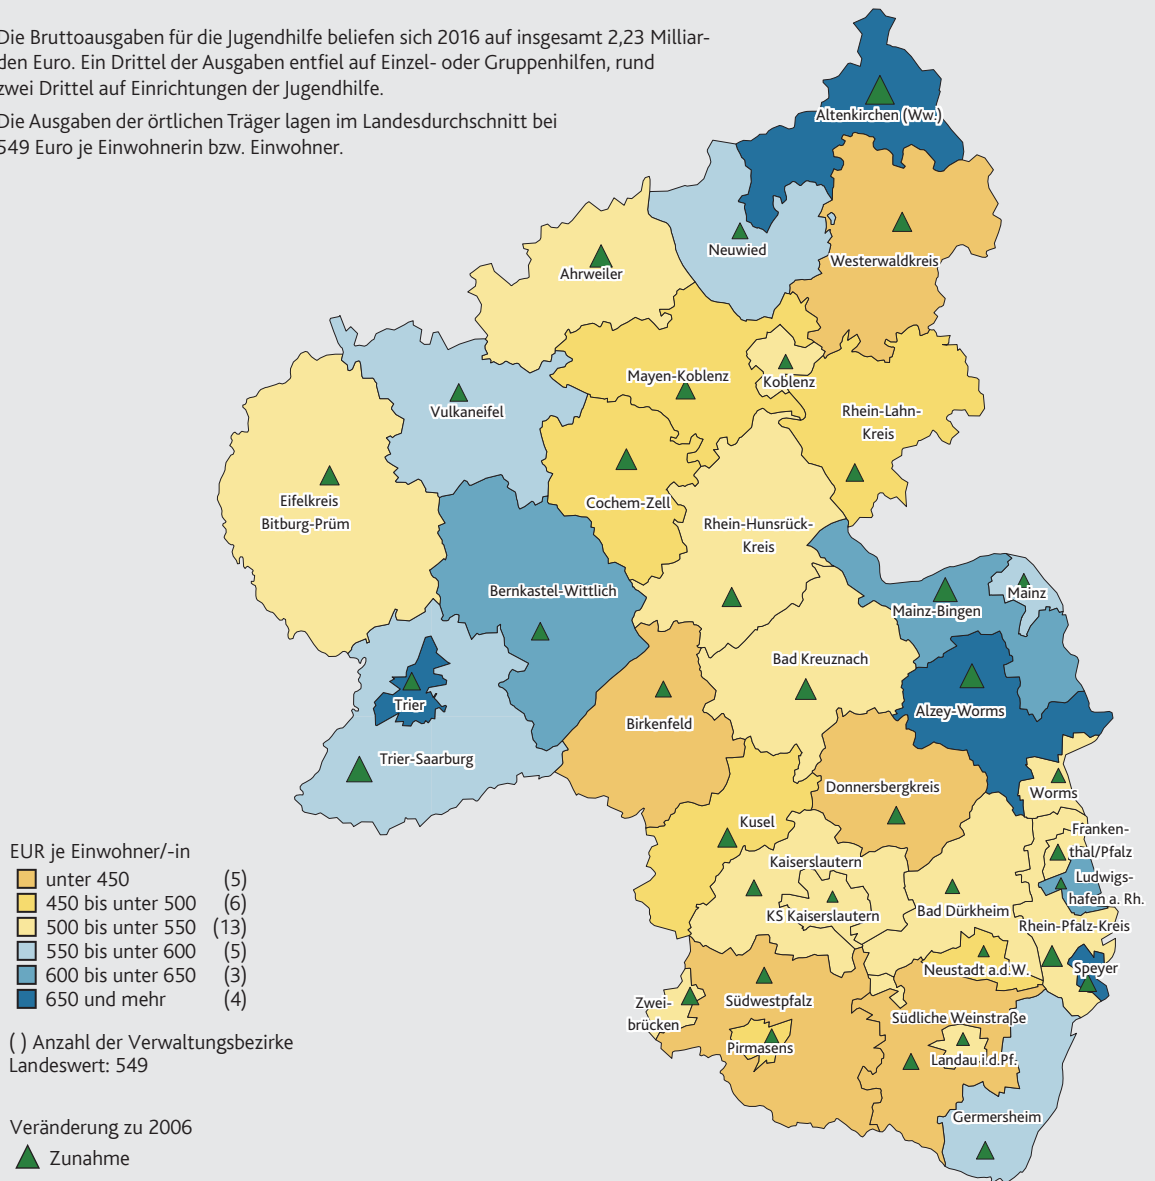 Die Bruttoausgaben für die Jugendhilfe beliefen sich 2016 auf insgesamt 2,23 Milliar-
den Euro. Ein Drittel der Ausgaben entfiel auf Einzel- oder Gruppenhilfen, rund
zwei Drittel auf Einrichtungen der Jugendhilfe.
Die Ausgaben der örtlichen Träger lagen im Landesdurchschnitt bei
549 Euro je Einwohnerin bzw. Einwohner.
Altenkirchen (Ww.)
Neuwied
Westerwaldkreis
Ahrweiler
Mayen-Koblenz
Koblenz
Vulkaneifel
Rhein-Lahn-
Kreis
Eifelkreis
Bitburg-Prüm
Cochem-Zell
Rhein-Hunsrück-
Kreis
Bernkastel-Wittlich
Mainz-Bingen
Mainz
Bad Kreuznach
Trier
Birkenfeld
Alzey-Worms
Trier-Saarburg
Donnersbergkreis
Worms
Kusel
Franken-
thal/Pfalz
Kaiserslautern
Ludwigs-
hafen a. Rh.
KS Kaiserslautern
Bad Dürkheim
Rhein-Pfalz-Kreis
Neustadt a.d.W.
Speyer
Zwei-
brücken
Südwestpfalz
Südliche Weinstraße
Pirmasens
Landau i.d.Pf.
Germersheim
EUR je Einwohner/-in
unter 450 (5)
450 bis unter 500 (6)
500 bis unter 550 (13)
550 bis unter 600 (5)
600 bis unter 650 (3)
650 und mehr (4)
( ) Anzahl der Verwaltungsbezirke
Landeswert: 549
Veränderung zu 2006
Zunahme